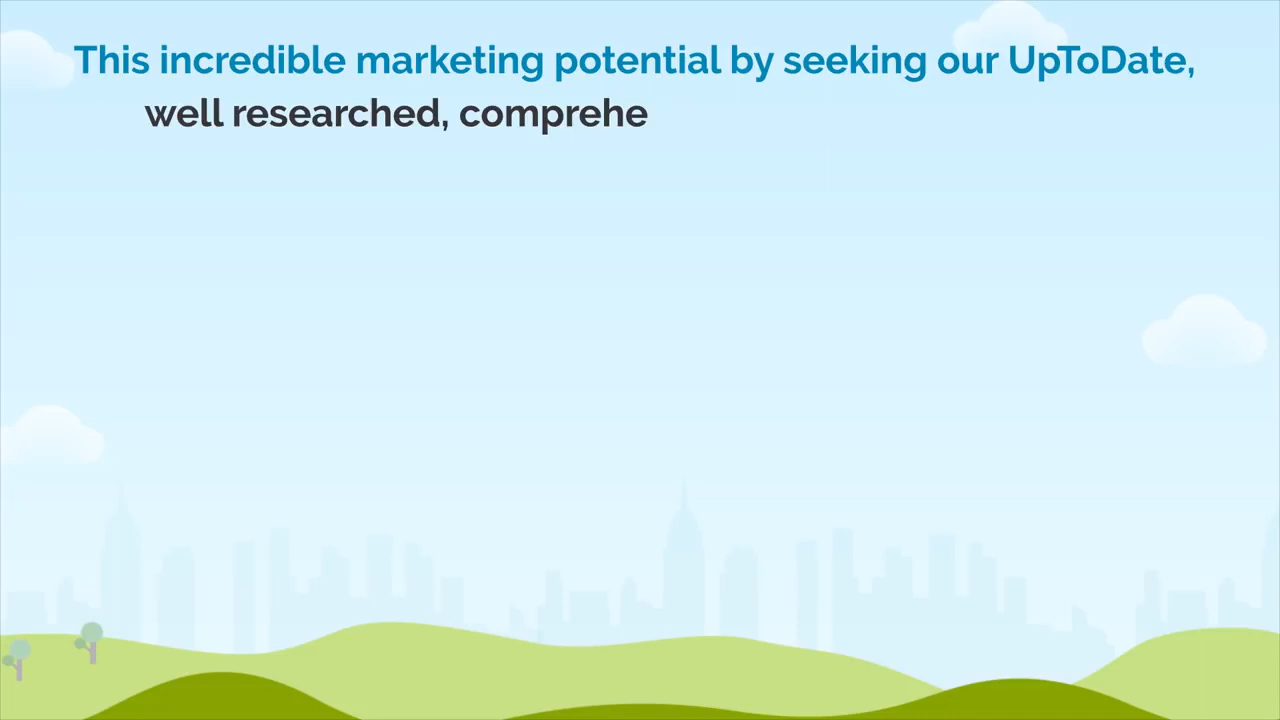 This incredible marketing potential by seeking our UpToDate,
well researched, comprehe